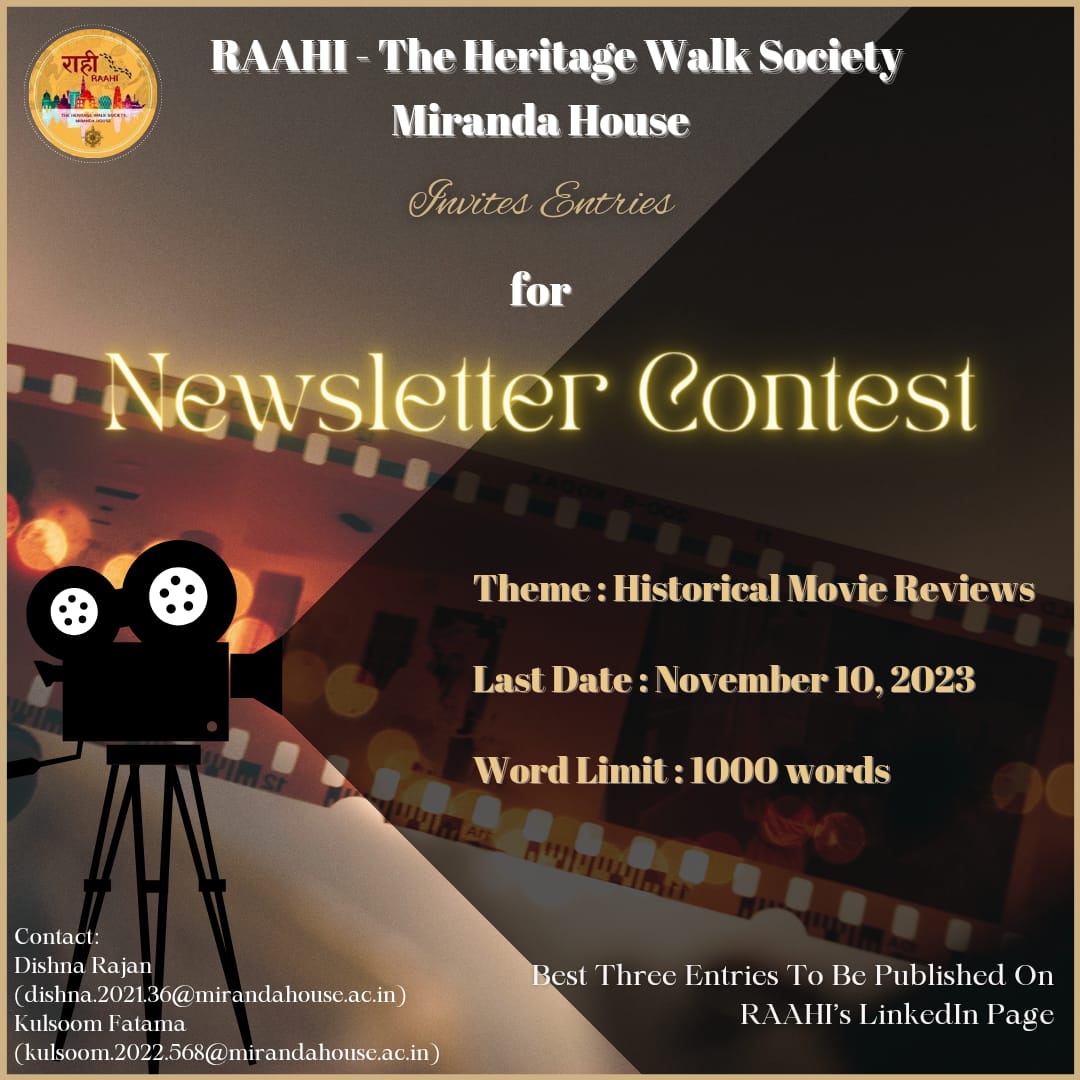 राही
RAAHI
THE HERITAGE WALK SOCIETY,
MIRANDA HOUSE
RAAHI - The Heritage Walk Society
Miranda House
Invites Entries
for
Newsletter Contest
Theme : Historical Movie Reviews
Last Date : November 10, 2023
Word Limit : 1000 words
Contact:
Dishna Rajan
(dishna.2021.36@mirandahouse.ac.in)
Kulsoom Fatama
(kulsoom.2022.568@mirandahouse.ac.in)
Best Three Entries To Be Published On
RAAHI's LinkedIn Page